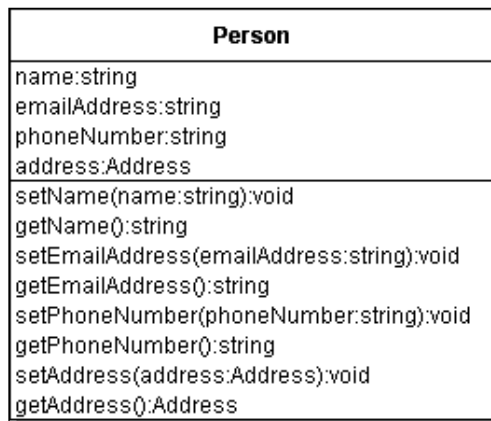 Person
name:string
emailAddress:string
phoneNumber:string
address:Address
setName(name:string):void
getName():string
setEmailAddress(emailAddress:string):void
getEmailAddress():string
setPhoneNumber(phoneNumber:string):void
getPhoneNumber():string
setAddress(address:Address):void
getAddress():Address